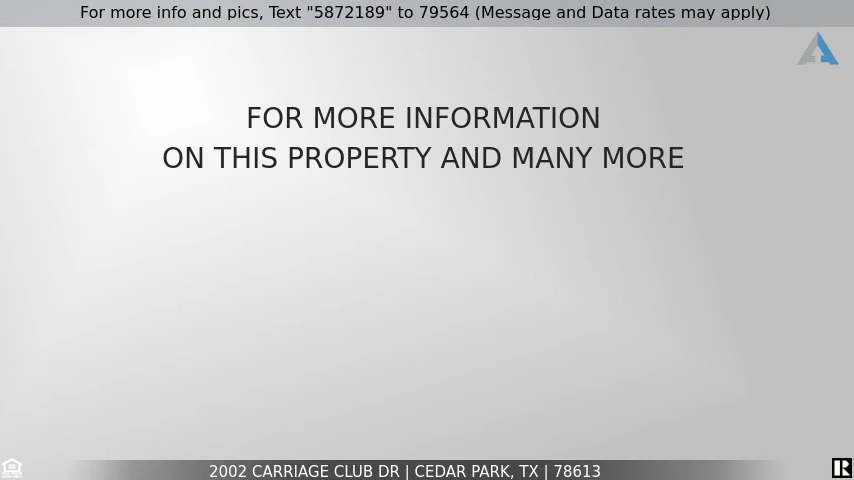 For more info and pics, Text "5872189" to 79564 (Message and Data rates may apply)
FOR MORE INFORMATION
ON THIS PROPERTY AND MANY MORE
2002 CARRIAGE CLUB DR | CEDAR PARK, TX | 78613